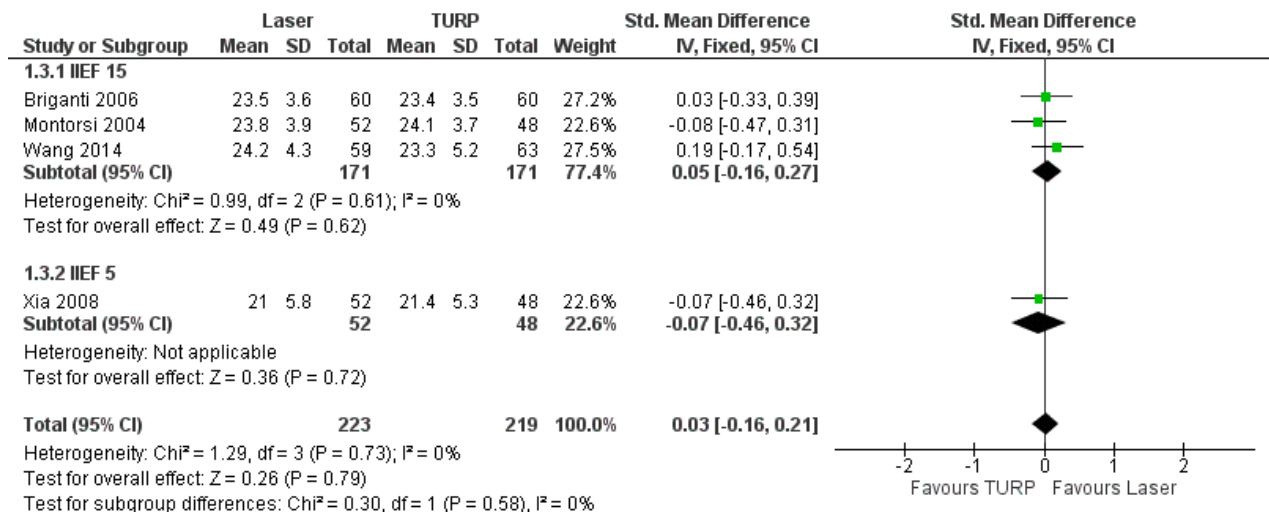 Laser TURP Std. Mean Difference Std. Mean Difference
Study or Subgroup Mean SD Total Mean SD Total Weight IV, Fixed, 95% CI IV, Fixed, 95% CI
1.3.1 IIEF 15
Briganti 2006 23.5 3.6 60 23.4 3.5 60 27.2% 0.03 [-0.33, 0.39]
Montorsi 2004 23.8 3.9 52 24.1 3.7 48 22.6% -0.08 [-0.47, 0.31]
Wang 2014 24.2 4.3 59 23.3 5.2 63 27.5% 0.19 [-0.17, 0.54]
Subtotal (95% CI) 171 171 77.4% 0.05 [-0.16, 0.27]
Heterogeneity: Chi² = 0.99, df = 2 (P = 0.61); I² = 0%
Test for overall effect: Z = 0.49 (P = 0.62)
1.3.2 IIEF 5
Xia 2008 21 5.8 52 21.4 5.3 48 22.6% -0.07 [-0.46, 0.32]
Subtotal (95% CI) 52 48 22.6% -0.07 [-0.46, 0.32]
Heterogeneity: Not applicable
Test for overall effect: Z = 0.36 (P = 0.72)
Total (95% CI) 223 219 100.0% 0.03 [-0.16, 0.21]
Heterogeneity: Chi² = 1.29, df = 3 (P = 0.73); I² = 0%
Test for overall effect: Z = 0.26 (P = 0.79)
Test for subgroup differences: Chi² = 0.30, df = 1 (P = 0.58), I² = 0%
-2 -1 0 1 2
Favours TURP Favours Laser